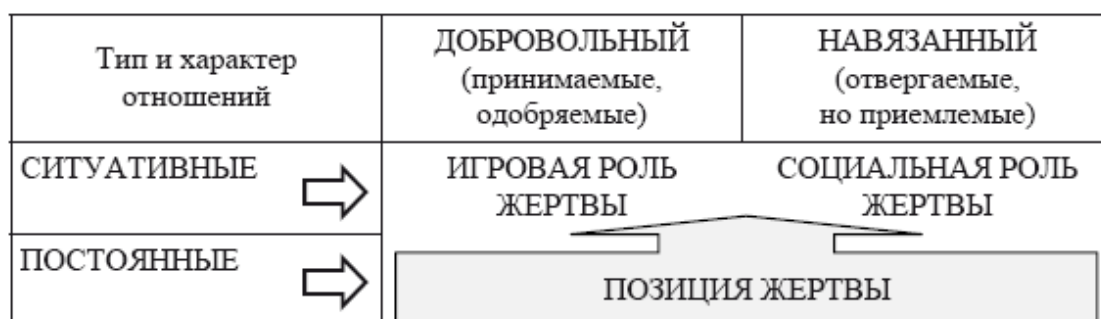 Тип и характер
отношений
ДОБРОВОЛЬНЫЙ
(принимаемые,
одобряемые)
НАВЯЗАННЫЙ
(отвергаемые,
но приемлемые)
СИТУАТИВНЫЕ
ИГРОВАЯ РОЛЬ
ЖЕРТВЫ
СОЦИАЛЬНАЯ РОЛЬ
ЖЕРТВЫ
ПОСТОЯННЫЕ
ПОЗИЦИЯ ЖЕРТВЫ